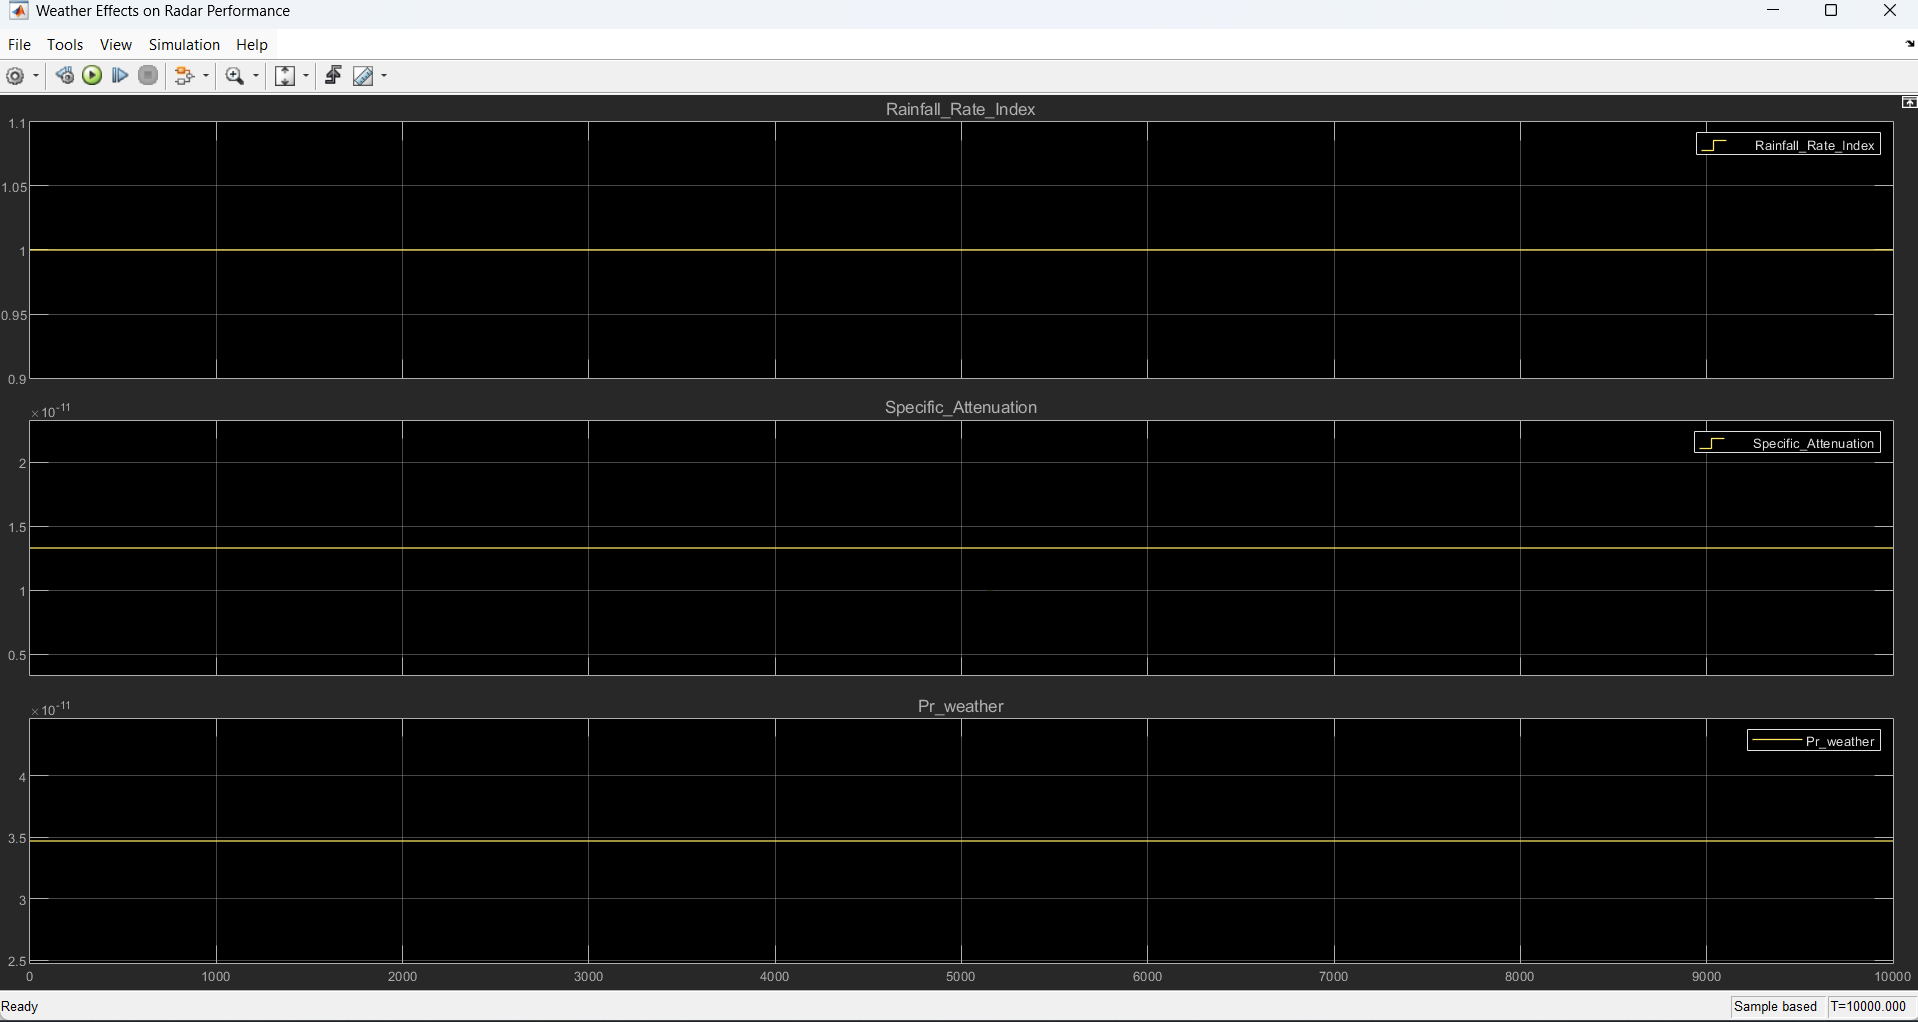 Weather Effects on Radar Performance
File Tools View Simulation Help
Rainfall_Rate_Index
1.1
Rainfall_Rate_Index
1.05
1
0.95
0.9
×10-11
Specific_Attenuation
Specific_Attenuation
2
1.5
1
0.5
×10-11
Pr_weather
Pr_weather
4
3.5
3
2.5
0 1000 2000 3000 4000 5000 6000 7000 8000 9000 10000
Ready Sample based T=10000.000